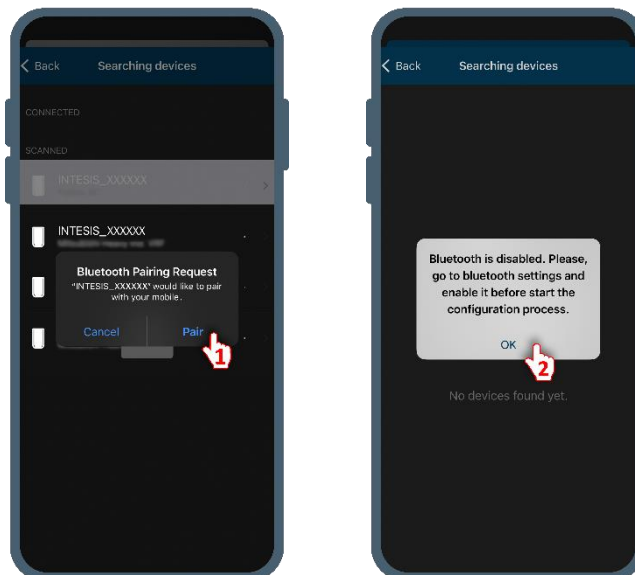 Back Searching devices
CONNECTED
SCANNED
INTESIS_XXXXXX
INTESIS_XXXXXX
Bluetooth Pairing Request
"INTESIS_XXXXXX" would like to pair
with your mobile.
Cancel Pair
1
Back Searching devices
Bluetooth is disabled. Please,
go to bluetooth settings and
enable it before start the
configuration process.
OK
2
No devices found yet.